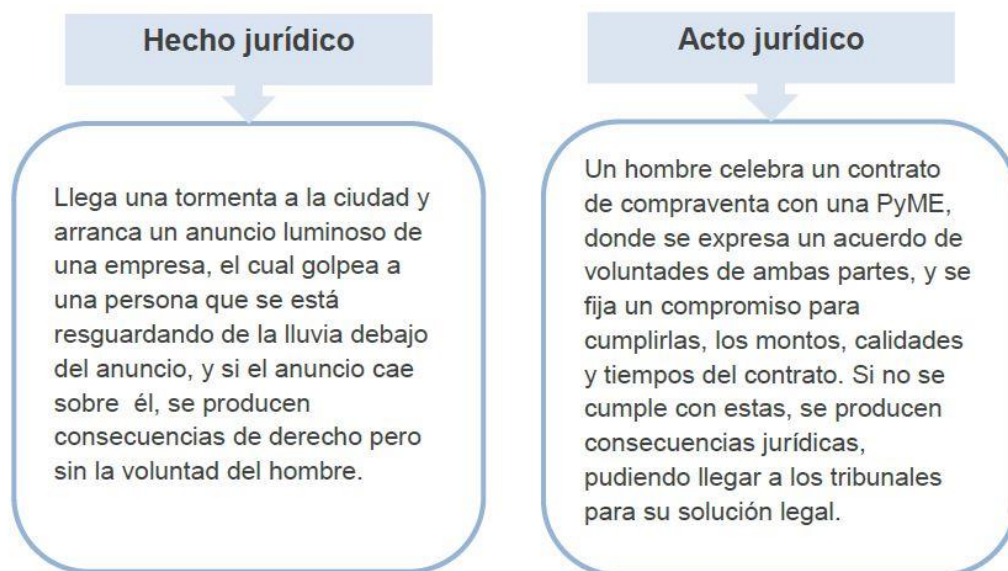 Hecho jurídico
Llega una tormenta a la ciudad y
arranca un anuncio luminoso de
una empresa, el cual golpea a
una persona que se está
resguardando de la lluvia debajo
del anuncio, y si el anuncio cae
sobre él, se producen
consecuencias de derecho pero
sin la voluntad del hombre.
Acto jurídico
Un hombre celebra un contrato
de compraventa con una PyME,
donde se expresa un acuerdo de
voluntades de ambas partes, y se
fija un compromiso para
cumplirlas, los montos, calidades
y tiempos del contrato. Si no se
cumple con estas, se producen
consecuencias jurídicas,
pudiendo llegar a los tribunales
para su solución legal.